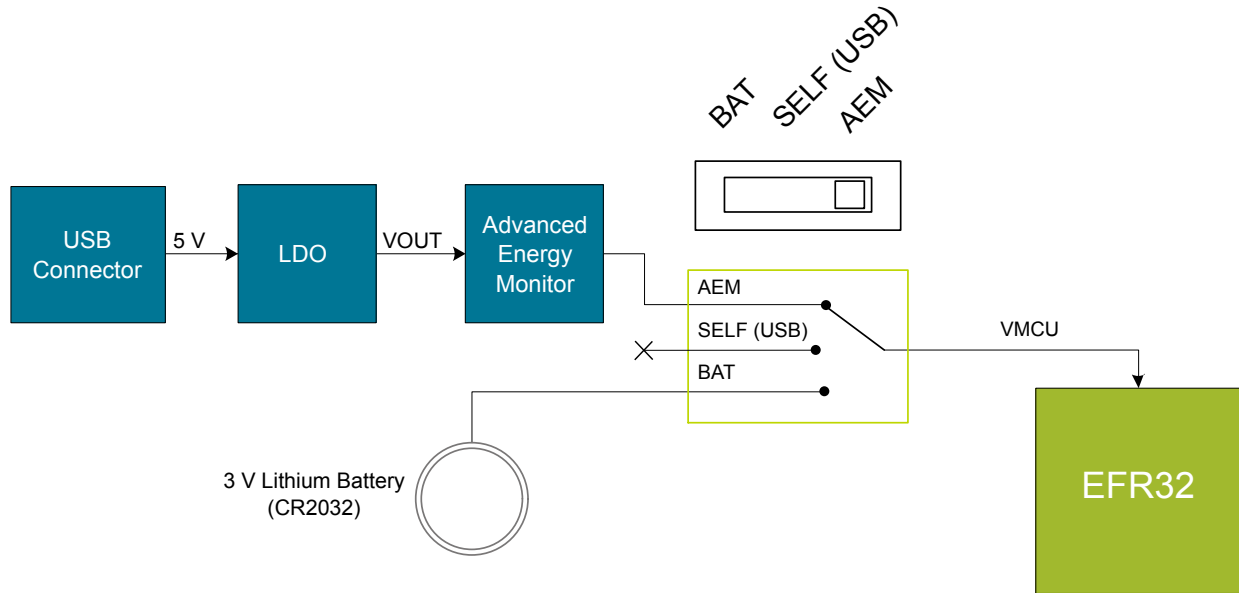 BAT
SELF (USB)
AEM
USB
Connector
5 V
LDO
VOUT
Advanced
Energy
Monitor
AEM
SELF (USB)
BAT
VMCU
3 V Lithium Battery
(CR2032)
EFR32